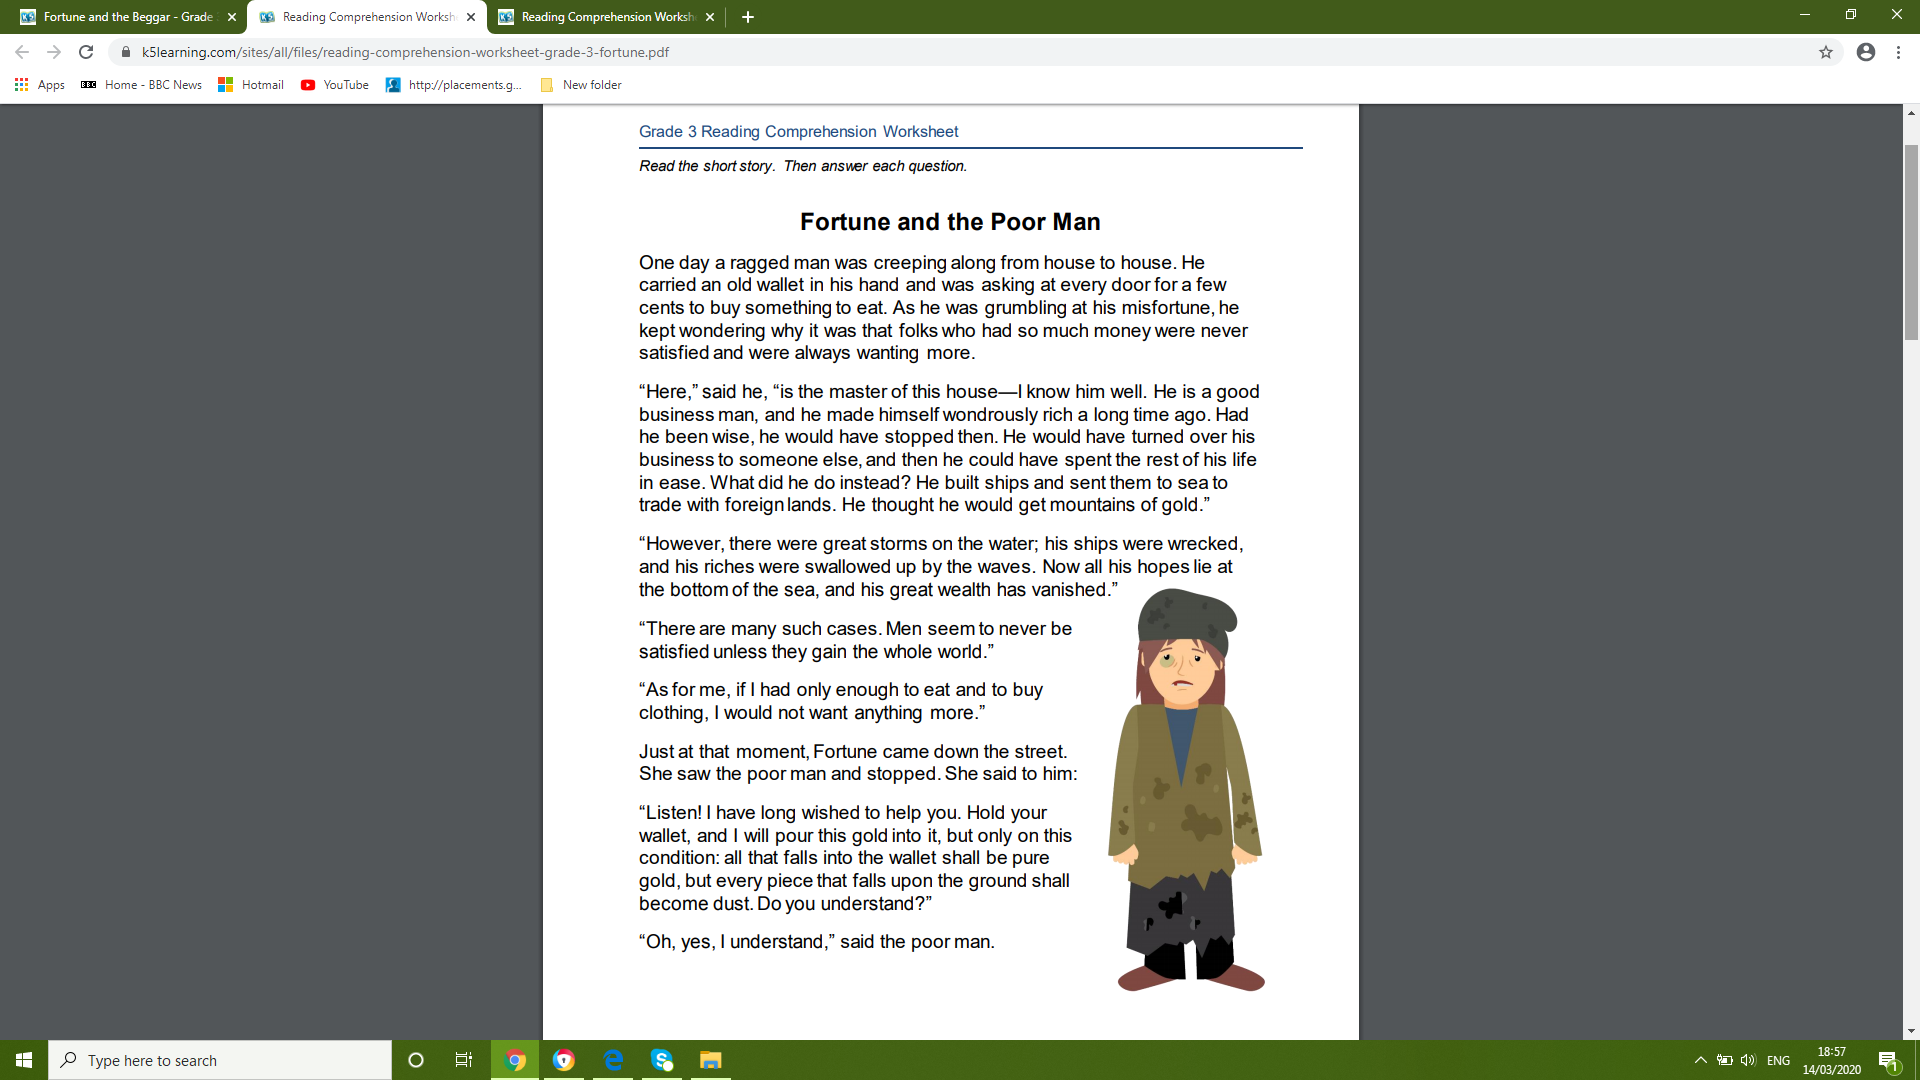 Fortune and the Beggar - Grade
Reading Comprehension Worksh
Reading Comprehension Worksh
k5learning.com/sites/all/files/reading-comprehension-worksheet-grade-3-fortune.pdf
Apps
BBC Home - BBC News
Hotmail
YouTube
http://placements.g...
New folder
Grade 3 Reading Comprehension Worksheet
Read the short story. Then answer each question.
Fortune and the Poor Man
One day a ragged man was creeping along from house to house. He
carried an old wallet in his hand and was asking at every door for a few
cents to buy something to eat. As he was grumbling at his misfortune, he
kept wondering why it was that folks who had so much money were never
satisfied and were always wanting more.
“Here,” said he, “is the master of this house—I know him well. He is a good
business man, and he made himself wondrously rich a long time ago. Had
he been wise, he would have stopped then. He would have turned over his
business to someone else, and then he could have spent the rest of his life
in ease. What did he do instead? He built ships and sent them to sea to
trade with foreign lands. He thought he would get mountains of gold.”
“However, there were great storms on the water; his ships were wrecked,
and his riches were swallowed up by the waves. Now all his hopes lie at
the bottom of the sea, and his great wealth has vanished.”
“There are many such cases. Men seem to never be
satisfied unless they gain the whole world.”
“As for me, if I had only enough to eat and to buy
clothing, I would not want anything more.”
Just at that moment, Fortune came down the street.
She saw the poor man and stopped. She said to him:
“Listen! I have long wished to help you. Hold your
wallet, and I will pour this gold into it, but only on this
condition: all that falls into the wallet shall be pure
gold, but every piece that falls upon the ground shall
become dust. Do you understand?”
“Oh, yes, I understand,” said the poor man.
Type here to search
ENG
18:57
14/03/2020
1